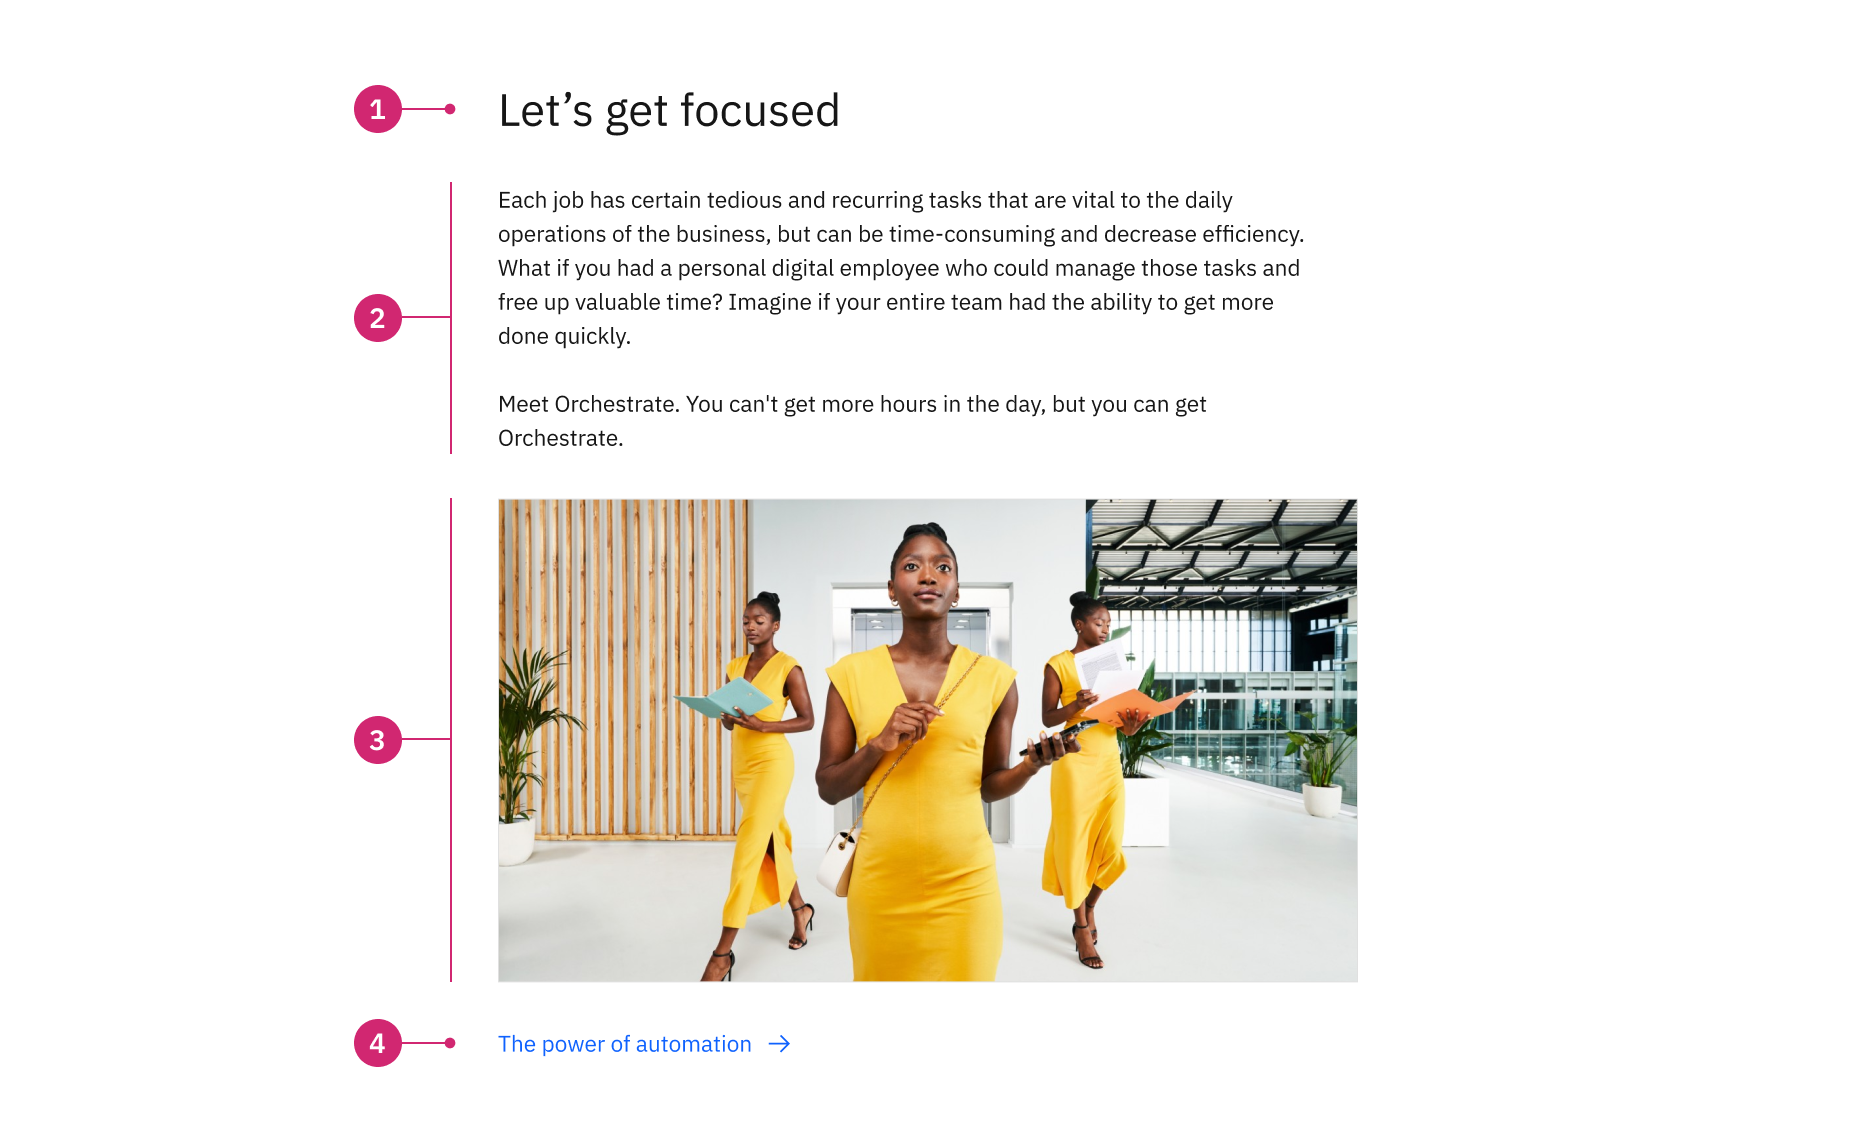 1
Let’s get focused
2
Each job has certain tedious and recurring tasks that are vital to the daily
operations of the business, but can be time-consuming and decrease efficiency.
What if you had a personal digital employee who could manage those tasks and
free up valuable time? Imagine if your entire team had the ability to get more
done quickly.
Meet Orchestrate. You can't get more hours in the day, but you can get
Orchestrate.
3
4
The power of automation